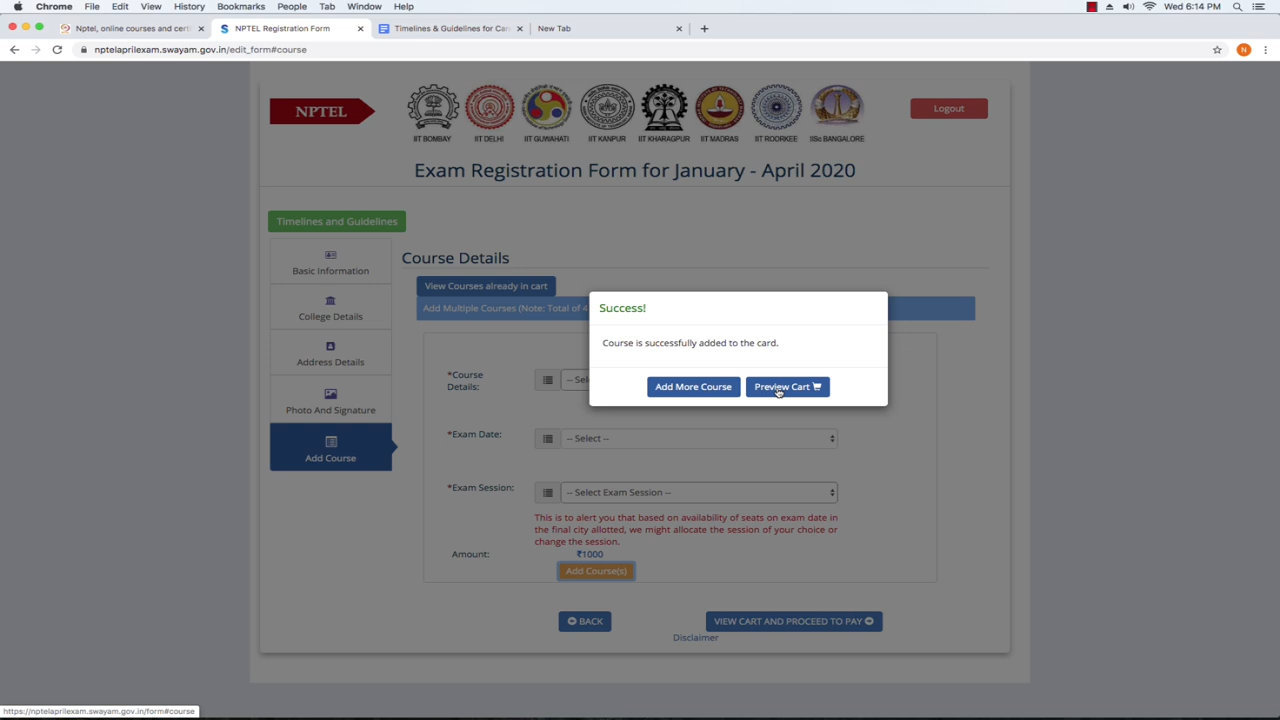 Chrome File Edit View History Bookmarks People Tab Window Help
Wed 6:14 PM
Nptel, online courses and certi
NPTEL Registration Form
Timelines & Guidelines for Can
New Tab
nptelaprilexam.swayam.gov.in/edit_form#course
N
NPTEL
IIT BOMBAY
IIT DELHI
IIT GUWAHATI
IIT KANPUR
IIT KHARAGPUR
IIT MADRAS
IIT ROORKEE
IISc BANGALORE
Logout
Exam Registration Form for January - April 2020
Timelines and Guidelines
Basic Information
College Details
Address Details
Photo And Signature
Add Course
Course Details
View Courses already in cart
Add Multiple Courses (Note: Total of 4
Success!
Course is successfully added to the card.
Add More Course
Preview Cart
*Course
Details:
-- Sele
*Exam Date:
-- Select --
*Exam Session:
-- Select Exam Session --
This is to alert you that based on availability of seats on exam date in
the final city allotted, we might allocate the session of your choice or
change the session.
Amount:
₹1000
Add Course(s)
BACK
VIEW CART AND PROCEED TO PAY
Disclaimer
https://nptelaprilexam.swayam.gov.in/form#course